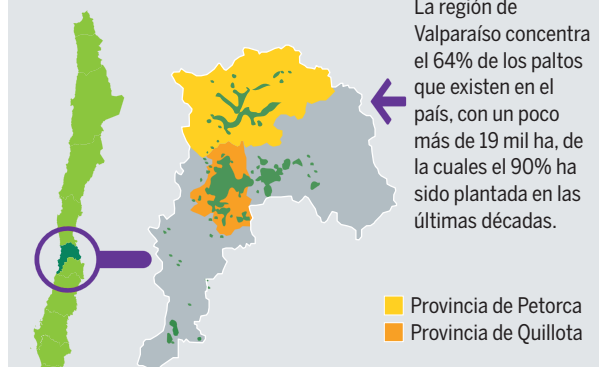 La región de
Valparaíso concentra
el 64% de los paltos
que existen en el
país, con un poco
más de 19 mil ha, de
la cuales el 90% ha
sido plantada en las
últimas décadas.
Provincia de Petorca
Provincia de Quillota